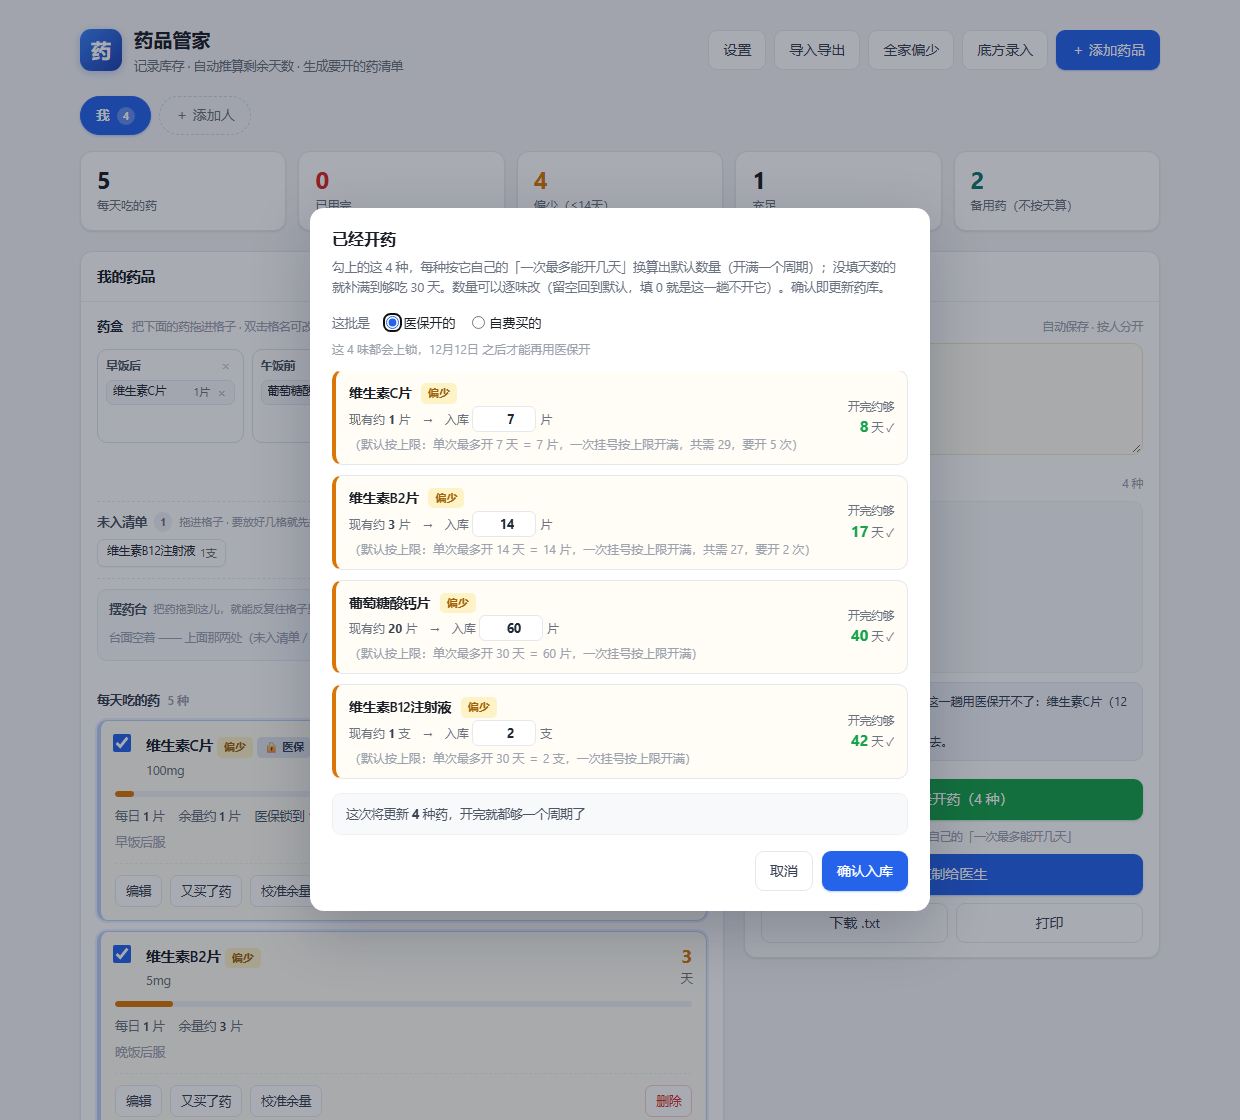 药
药品管家
记录库存 · 自动推算剩余天数 · 生成要开的药清单
设置
导入导出
全家偏少
底方录入
+ 添加药品
我 4
+ 添加人
5
每天吃的药
0
已用完
4
偏少（≤14天）
1
充足
2
备用药（不按天算）
我的药品
药盒 把下面的药拖进格子 · 双击格名可改
自动保存 · 按人分开
早饭后 ×
维生素C片 1片 ×
午饭前
葡萄糖酸
4 种
未入清单 1 拖进格子 · 要放好几格就先
维生素B12注射液 1支
摆药台 把药拖到这儿，就能反复往格子
台面空着 —— 上面那两处（未入清单 /
每天吃的药 5 种
维生素C片 偏少 🔒 医保
100mg
每日 1 片 余量约 1 片 医保锁到
早饭后服
编辑
又买了药
校准余量
维生素B2片 偏少
5mg
3
天
每日 1 片 余量约 3 片
晚饭后服
编辑
又买了药
校准余量
删除
这一趟用医保开不了：维生素C片（12
去。
开药（4 种）
自己的「一次最多能开几天」
制给医生
下载 .txt
打印
已经开药
勾上的这 4 种，每种按它自己的「一次最多能开几天」换算出默认数量（开满一个周期）；没填天数的
就补满到够吃 30 天。数量可以逐味改（留空回到默认，填 0 就是这一趟不开它）。确认即更新药库。
这批是 医保开的 自费买的
这 4 味都会上锁，12月12日 之后才能再用医保开
维生素C片 偏少
现有约 1 片 → 入库 7 片
（默认按上限：单次最多开 7 天 = 7 片，一次挂号按上限开满，共需 29，要开 5 次）
开完约够
8 天 ✓
维生素B2片 偏少
现有约 3 片 → 入库 14 片
（默认按上限：单次最多开 14 天 = 14 片，一次挂号按上限开满，共需 27，要开 2 次）
开完约够
17 天 ✓
葡萄糖酸钙片 偏少
现有约 20 片 → 入库 60 片
（默认按上限：单次最多开 30 天 = 60 片，一次挂号按上限开满）
开完约够
40 天 ✓
维生素B12注射液 偏少
现有约 1 支 → 入库 2 支
（默认按上限：单次最多开 30 天 = 2 支，一次挂号按上限开满）
开完约够
42 天 ✓
这次将更新 4 种药，开完就都够一个周期了
取消
确认入库